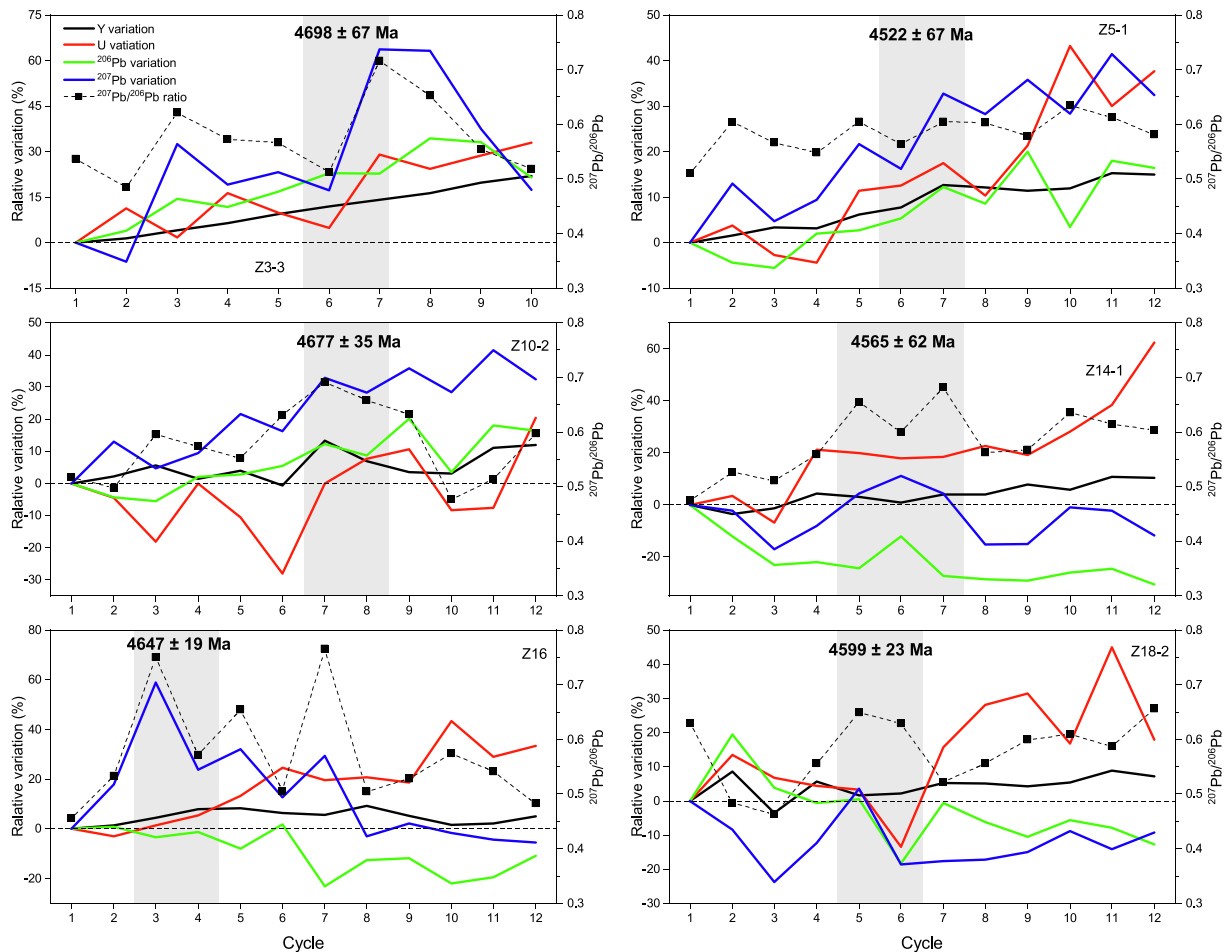 75
60
45
30
15
0
-15
Ralative variation (%)
Y variation
U vatiation
²⁰⁶Pb variation
²⁰⁷Pb variation
²⁰⁷Pb/²⁰⁶Pb ratio
4698 ± 67 Ma
Z3-3
0.8
0.7
0.6
0.5
0.4
0.3
²⁰⁷Pb/²⁰⁶Pb
1 2 3 4 5 6 7 8 9 10
50
40
30
20
10
0
-10
Ralative variation (%)
4522 ± 67 Ma
Z5-1
0.8
0.7
0.6
0.5
0.4
0.3
²⁰⁷Pb/²⁰⁶Pb
1 2 3 4 5 6 7 8 9 10 11 12
50
40
30
20
10
0
-10
-20
-30
Ralative variation (%)
4677 ± 35 Ma
Z10-2
0.8
0.7
0.6
0.5
0.4
0.3
²⁰⁷Pb/²⁰⁶Pb
1 2 3 4 5 6 7 8 9 10 11 12
60
40
20
0
-20
Ralative variation (%)
4565 ± 62 Ma
Z14-1
0.8
0.7
0.6
0.5
0.4
0.3
²⁰⁷Pb/²⁰⁶Pb
1 2 3 4 5 6 7 8 9 10 11 12
80
60
40
20
0
-20
Ralative variation (%)
4647 ± 19 Ma
Z16
0.8
0.7
0.6
0.5
0.4
0.3
²⁰⁷Pb/²⁰⁶Pb
1 2 3 4 5 6 7 8 9 10 11 12
Cycle
50
40
30
20
10
0
-10
-20
-30
Ralative variation (%)
4599 ± 23 Ma
Z18-2
0.8
0.7
0.6
0.5
0.4
0.3
²⁰⁷Pb/²⁰⁶Pb
1 2 3 4 5 6 7 8 9 10 11 12
Cycle